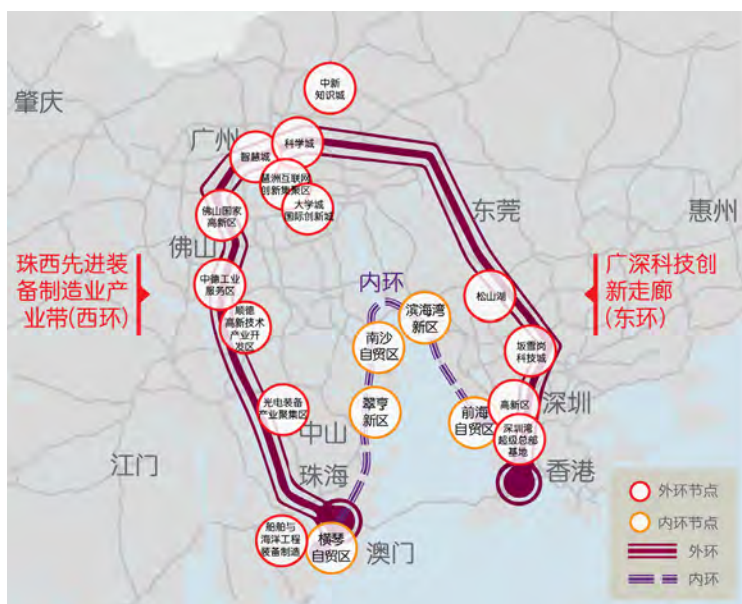 中新
知识城
肇庆
广州
科学城
智慧城
琶洲互联网
创新集聚区
大学城
国际创新城
佛山国家
高新区
东莞
惠州
佛山
珠西先进装
备制造业产
业带(西环)
中德工业
服务区
内环
广深科技创
新走廊
(东环)
松山湖
滨海湾
新区
顺德
高新技术
产业开
发区
南沙
自贸区
坂雪岗
科技城
光电装备
产业聚集区
中山
翠亨
新区
前海
自贸区
高新区
深圳
深圳湾
超级总部
基地
江门
珠海
香港
船舶与
海洋工程
装备制造
横琴
自贸区
澳门
外环节点
内环节点
外环
内环